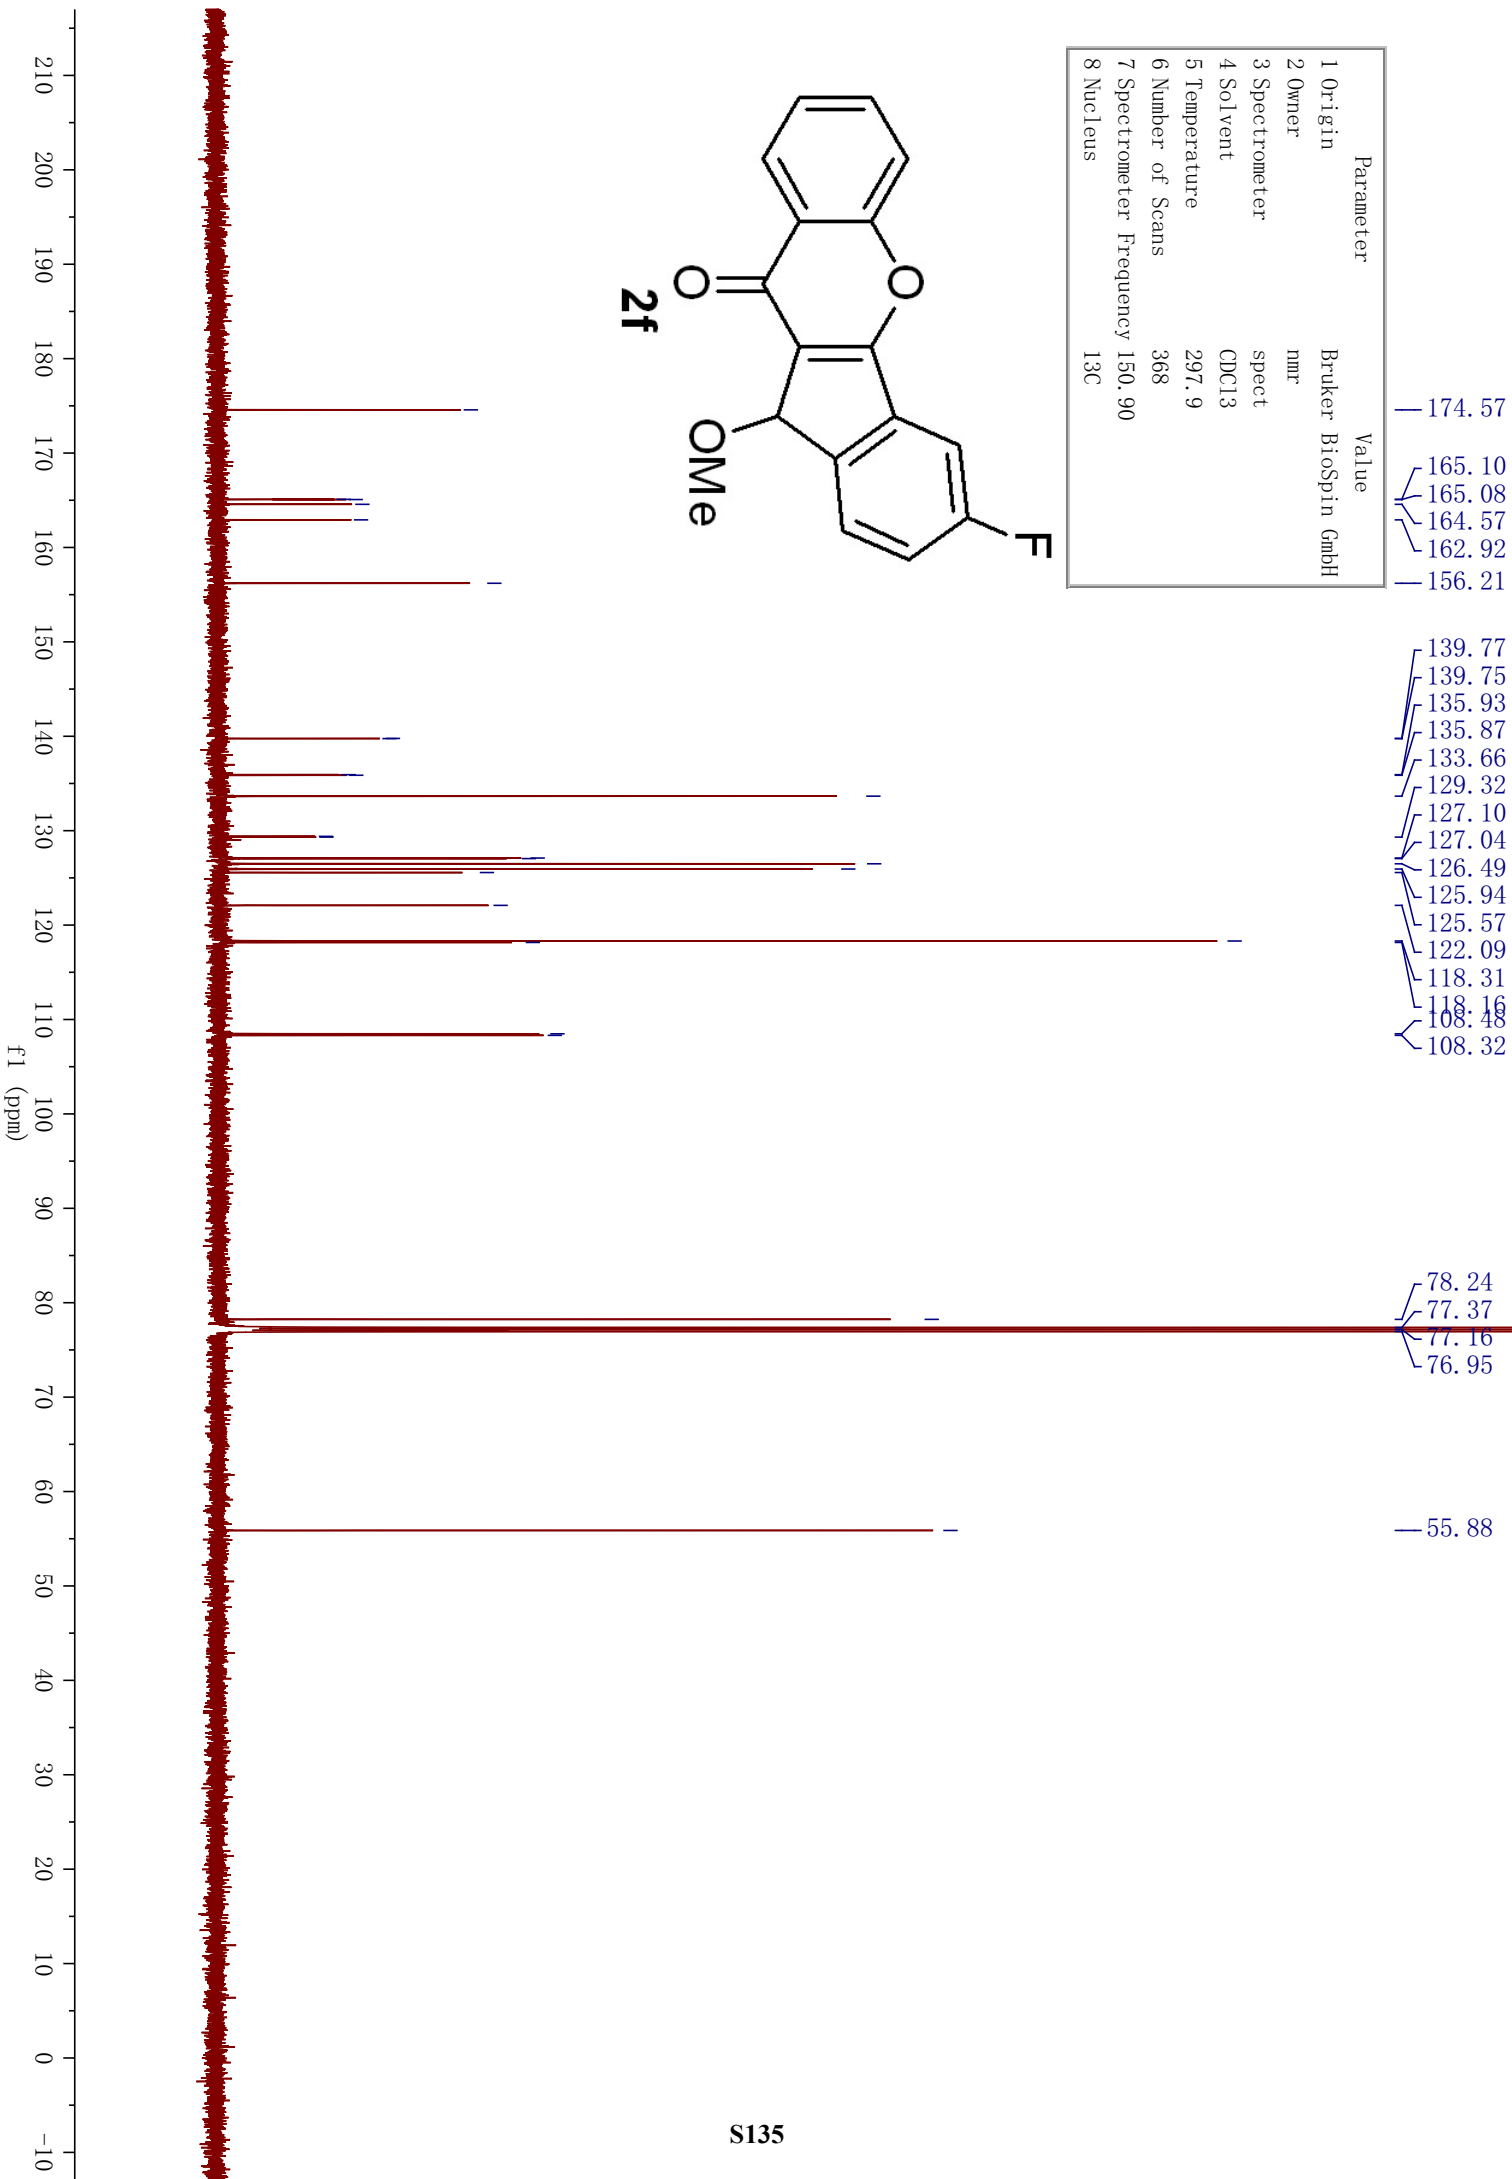 Parameter Value
1 Origin Bruker BioSpin GmbH
2 Owner nmr
3 Spectrometer spect
4 Solvent CDCl3
5 Temperature 297.9
6 Number of Scans 368
7 Spectrometer Frequency 150.90
8 Nucleus 13C
174.57
165.10
165.08
164.57
162.92
156.21
139.77
139.75
135.93
135.87
133.66
129.32
127.10
127.04
126.49
125.94
125.57
122.09
118.31
118.16
108.48
108.32
78.24
77.37
77.16
76.95
55.88
F
O
O
OMe
2f
210 200 190 180 170 160 150 140 130 120 110 100 90 80 70 60 50 40 30 20 10 0 -10
f1 (ppm)
S135